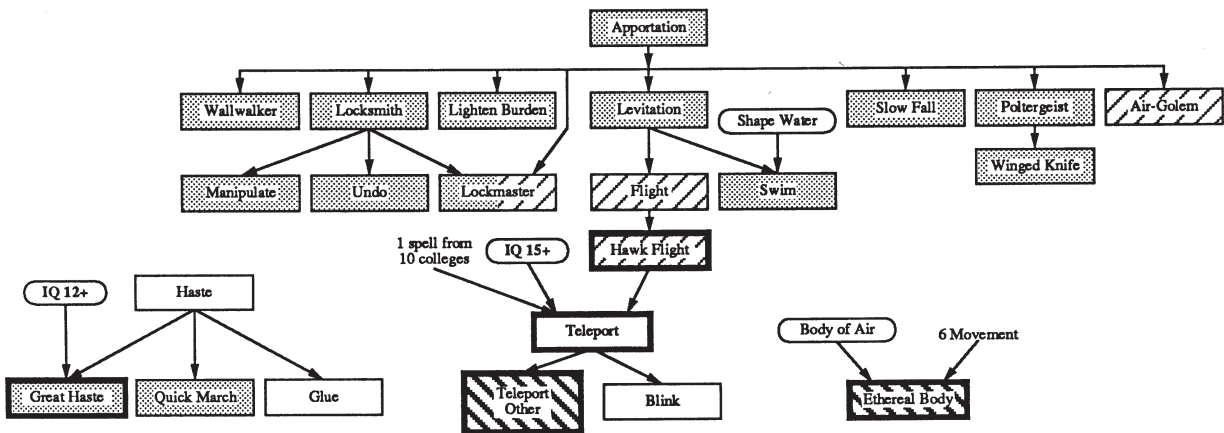 Apportation
Wallwalker
Locksmith
Lighten Burden
Levitation
Shape Water
Slow Fall
Poltergeist
Air-Golem
Manipulate
Undo
Lockmaster
Flight
Swim
Winged Knife
1 spell from
10 colleges
IQ 15+
Hawk Flight
IQ 12+
Haste
Teleport
Body of Air
6 Movement
Great Haste
Quick March
Glue
Teleport
Other
Blink
Ethereal Body